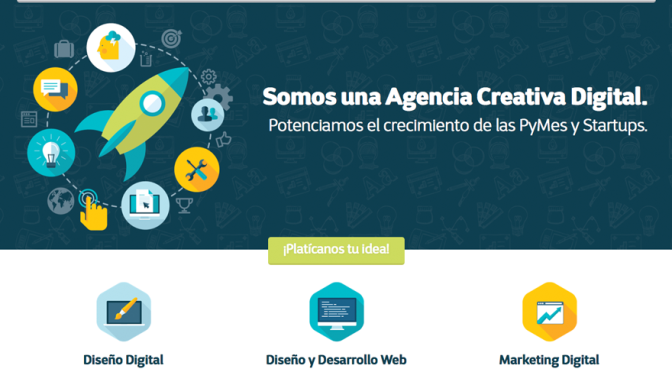 Somos una Agencia Creativa Digital.
Potenciamos el crecimiento de las PyMes y Startups.
¡Platícanos tu idea!
Diseño Digital
Diseño y Desarrollo Web
Marketing Digital